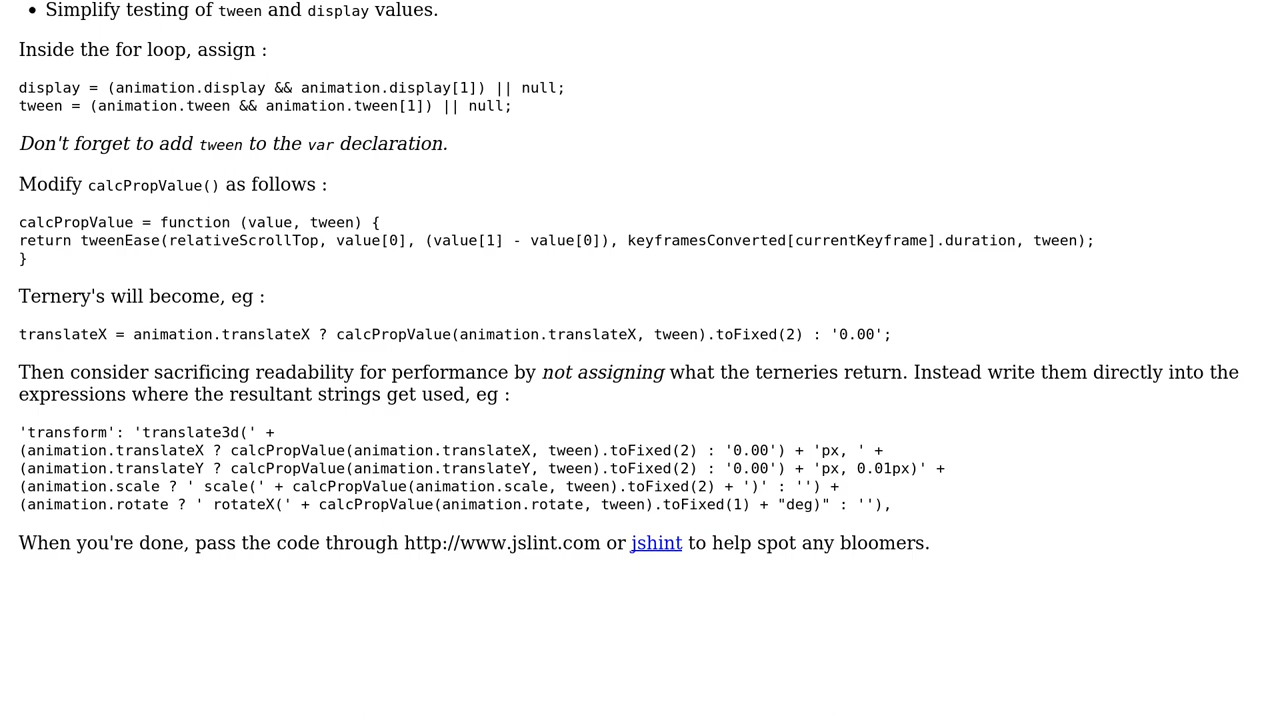 • Simplify testing of tween and display values.
Inside the for loop, assign :
display = (animation.display && animation.display[1]) || null;
tween = (animation.tween && animation.tween[1]) || null;
Don't forget to add tween to the var declaration.
Modify calcPropValue() as follows :
calcPropValue = function (value, tween) {
return tweenEase(relativeScrollTop, value[0], (value[1] - value[0]), keyframesConverted[currentKeyframe].duration, tween);
}
Ternery's will become, eg :
translateX = animation.translateX ? calcPropValue(animation.translateX, tween).toFixed(2) : '0.00';
Then consider sacrificing readability for performance by not assigning what the terneries return. Instead write them directly into the
expressions where the resultant strings get used, eg :
'transform': 'translate3d(' +
(animation.translateX ? calcPropValue(animation.translateX, tween).toFixed(2) : '0.00') + 'px, ' +
(animation.translateY ? calcPropValue(animation.translateY, tween).toFixed(2) : '0.00') + 'px, 0.01px)' +
(animation.scale ? ' scale(' + calcPropValue(animation.scale, tween).toFixed(2) + ')' : '') +
(animation.rotate ? ' rotateX(' + calcPropValue(animation.rotate, tween).toFixed(1) + "deg)" : ''),
When you're done, pass the code through http://www.jslint.com or jshint to help spot any bloomers.